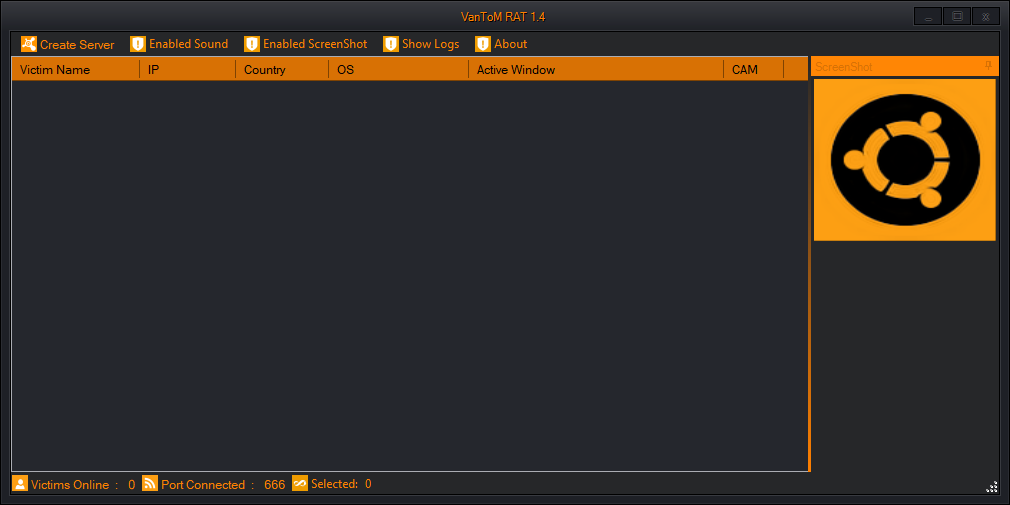 VanToM RAT 1.4
Create Server Enabled Sound Enabled ScreenShot Show Logs About
Victim Name IP Country OS Active Window CAM
ScreenShot
Victims Online : 0 Port Connected : 666 Selected: 0